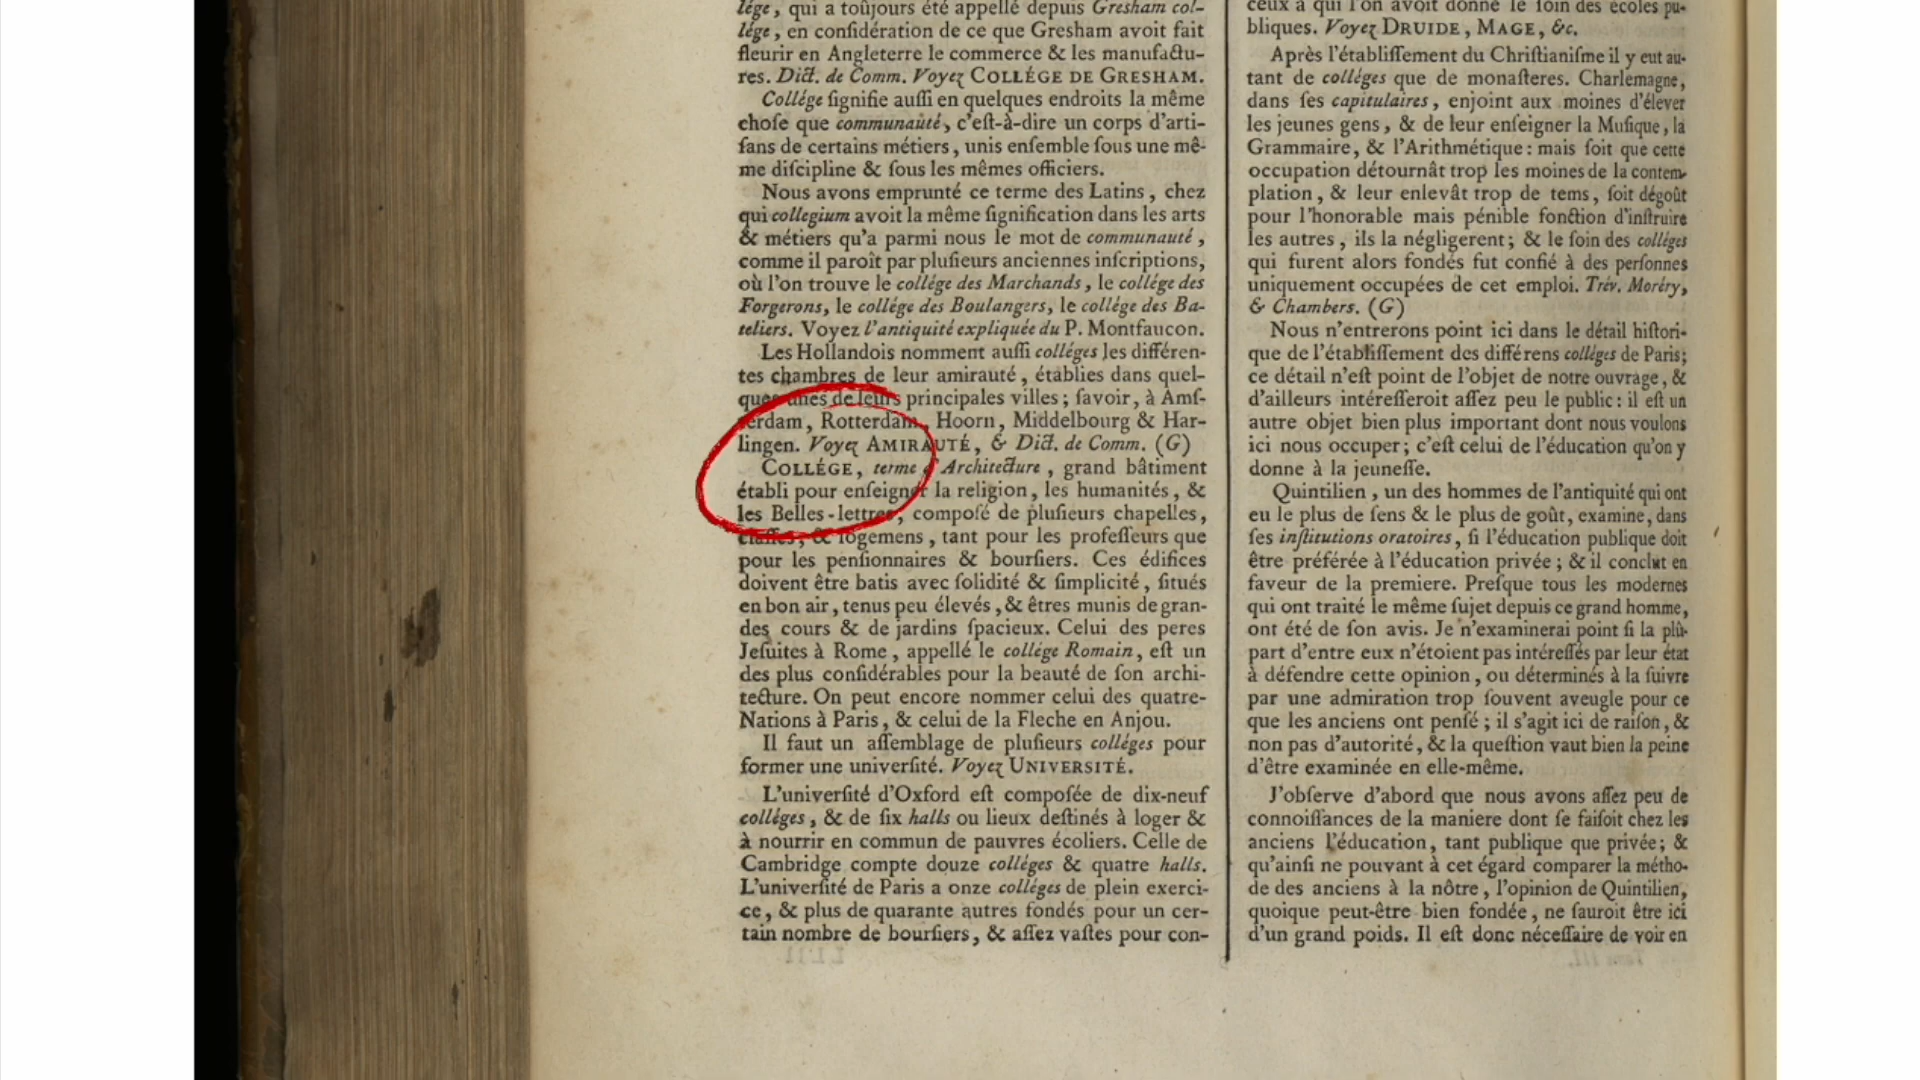 lége, qui a toûjours été appellé depuis Gresham col-
lége, en conſidération de ce que Gresham avoit fait
fleurir en Angleterre le commerce & les manufactu-
res. Dict. de Comm. Voyez COLLÉGE DE GRESHAM.
Collége ſignifie auſſi en quelques endroits la même
choſe que communauté, c'eſt-à-dire un corps d'arti-
ſans de certains métiers, unis enſemble ſous une mê-
me diſcipline & ſous les mêmes officiers.
Nous avons emprunté ce terme des Latins, chez
qui collegium avoit la même ſignification dans les arts
& métiers qu'a parmi nous le mot de communauté,
comme il paroît par pluſieurs anciennes inſcriptions,
où l'on trouve le collége des Marchands, le collége des
Forgerons, le collége des Boulangers, le collége des Ba-
teliers. Voyez l'antiquité expliquée du P. Montfaucon.
Les Hollandois nomment auſſi colléges les différen-
tes chambres de leur amirauté, établies dans quel-
ques-unes de leurs principales villes; ſavoir, à Amſ-
terdam, Rotterdam, Hoorn, Middelbourg & Har-
lingen. Voyez AMIRAUTÉ, & Dict. de Comm. (G)
COLLÉGE, terme d'Architecture, grand bâtiment
établi pour enſeigner la religion, les humanités, &
les Belles-lettres, compoſé de pluſieurs chapelles,
claſſes, & logemens, tant pour les profeſſeurs que
pour les penſionnaires & bourſiers. Ces édifices
doivent être batis avec ſolidité & ſimplicité, ſitués
en bon air, tenus peu élevés, & êtres munis de gran-
des cours & de jardins ſpacieux. Celui des peres
Jeſuites à Rome, appellé le collége Romain, eſt un
des plus conſidérables pour la beauté de ſon archi-
tecture. On peut encore nommer celui des quatre-
Nations à Paris, & celui de la Fleche en Anjou.
Il faut un aſſemblage de pluſieurs colléges pour
former une univerſité. Voyez UNIVERSITÉ.
L'univerſité d'Oxford eſt compoſée de dix-neuf
colléges, & de ſix halls ou lieux deſtinés à loger &
à nourrir en commun de pauvres écoliers. Celle de
Cambridge compte douze colléges & quatre halls.
L'univerſité de Paris a onze colléges de plein exerci-
ce, & plus de quarante autres fondés pour un cer-
tain nombre de bourſiers, & aſſez vaſtes pour con-
ceux à qui l'on avoit donné le ſoin des écoles pu-
bliques. Voyez DRUIDE, MAGE, &c.
Après l'établiſſement du Chriſtianiſme il y eut au-
tant de colléges que de monaſteres. Charlemagne,
dans ſes capitulaires, enjoint aux moines d'élever
les jeunes gens, & de leur enſeigner la Muſique, la
Grammaire, & l'Arithmétique: mais ſoit que cette
occupation détournât trop les moines de la contem-
plation, & leur enlevât trop de tems, ſoit dégoût
pour l'honorable mais pénible fonction d'inſtruire
les autres, ils la négligerent; & le ſoin des colléges
qui furent alors fondés fut confié à des perſonnes
uniquement occupées de cet emploi. Trév. Moréry,
& Chambers. (G)
Nous n'entrerons point ici dans le détail hiſtori-
que de l'établiſſement des différens colléges de Paris;
ce détail n'eſt point de l'objet de notre ouvrage, &
d'ailleurs intéreſſeroit aſſez peu le public: il eſt un
autre objet bien plus important dont nous voulons
ici nous occuper; c'eſt celui de l'éducation qu'on y
donne à la jeuneſſe.
Quintilien, un des hommes de l'antiquité qui ont
eu le plus de ſens & le plus de goût, examine, dans
ſes inſtitutions oratoires, ſi l'éducation publique doit
être préférée à l'éducation privée; & il conclut en
faveur de la premiere. Preſque tous les modernes
qui ont traité le même ſujet depuis ce grand homme,
ont été de ſon avis. Je n'examinerai point ſi la plû-
part d'entre eux n'étoient pas intéreſſés par leur état
à défendre cette opinion, ou déterminés à la ſuivre
par une admiration trop ſouvent aveugle pour ce
que les anciens ont penſé; il s'agit ici de raiſon, &
non pas d'autorité, & la queſtion vaut bien la peine
d'être examinée en elle-même.
J'obſerve d'abord que nous avons aſſez peu de
connoiſſances de la maniere dont ſe faiſoit chez les
anciens l'éducation, tant publique que privée; &
qu'ainſi ne pouvant à cet égard comparer la métho-
de des anciens à la nôtre, l'opinion de Quintilien,
quoique peut-être bien fondée, ne ſauroit être ici
d'un grand poids. Il eſt donc néceſſaire de voir en